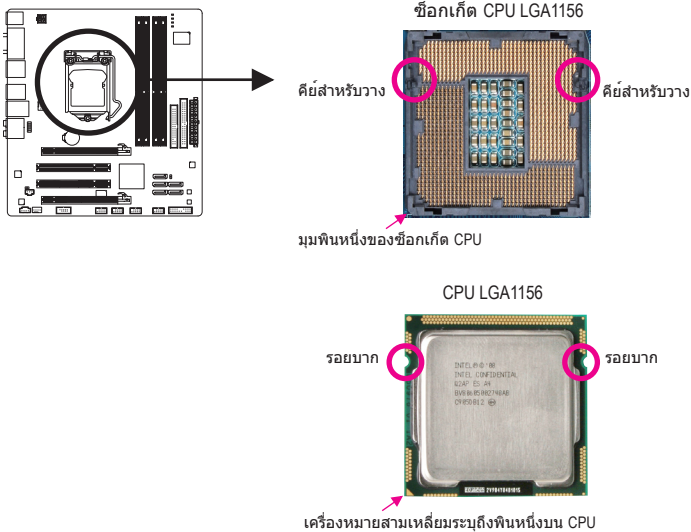 ซ็อกเก็ต CPU LGA1156
คีย์สำหรับวาง
คีย์สำหรับวาง
มุมพินหนึ่งของซ็อกเก็ต CPU
CPU LGA1156
รอยบาก
รอยบาก
INTEL CONFIDENTIAL
เครื่องหมายสามเหลี่ยมระบุถึงพินหนึ่งบน CPU